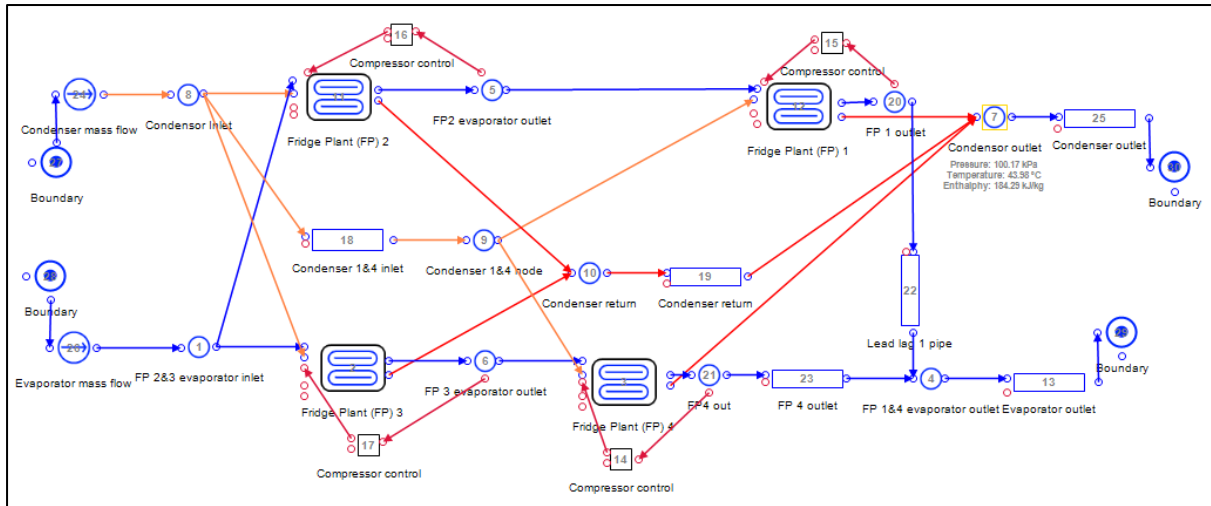 16
15
Compressor control
Compressor control
24
8
11
5
12
20
7
25
Condenser mass flow
Condensor Inlet
Fridge Plant (FP) 2
FP2 evaporator outlet
Fridge Plant (FP) 1
FP 1 outlet
Condensor outlet
Condenser outlet
Pressure: 100.17 kPa
Temperature: 43.98 °C
Enthalphy: 184.29 kJ/kg
27
Boundary
Boundary
18
9
Condenser 1&4 inlet
Condenser 1&4 node
10
19
Condenser return
Condenser return
22
28
Boundary
Lead lag 1 pipe
Boundary
26
1
6
21
23
4
13
Evaporator mass flow
FP 2&3 evaporator inlet
FP 3 evaporator outlet
FP4 out
FP 4 outlet
FP 1&4 evaporator outlet
Evaporator outlet
Fridge Plant (FP) 3
Fridge Plant (FP) 4
17
14
Compressor control
Compressor control